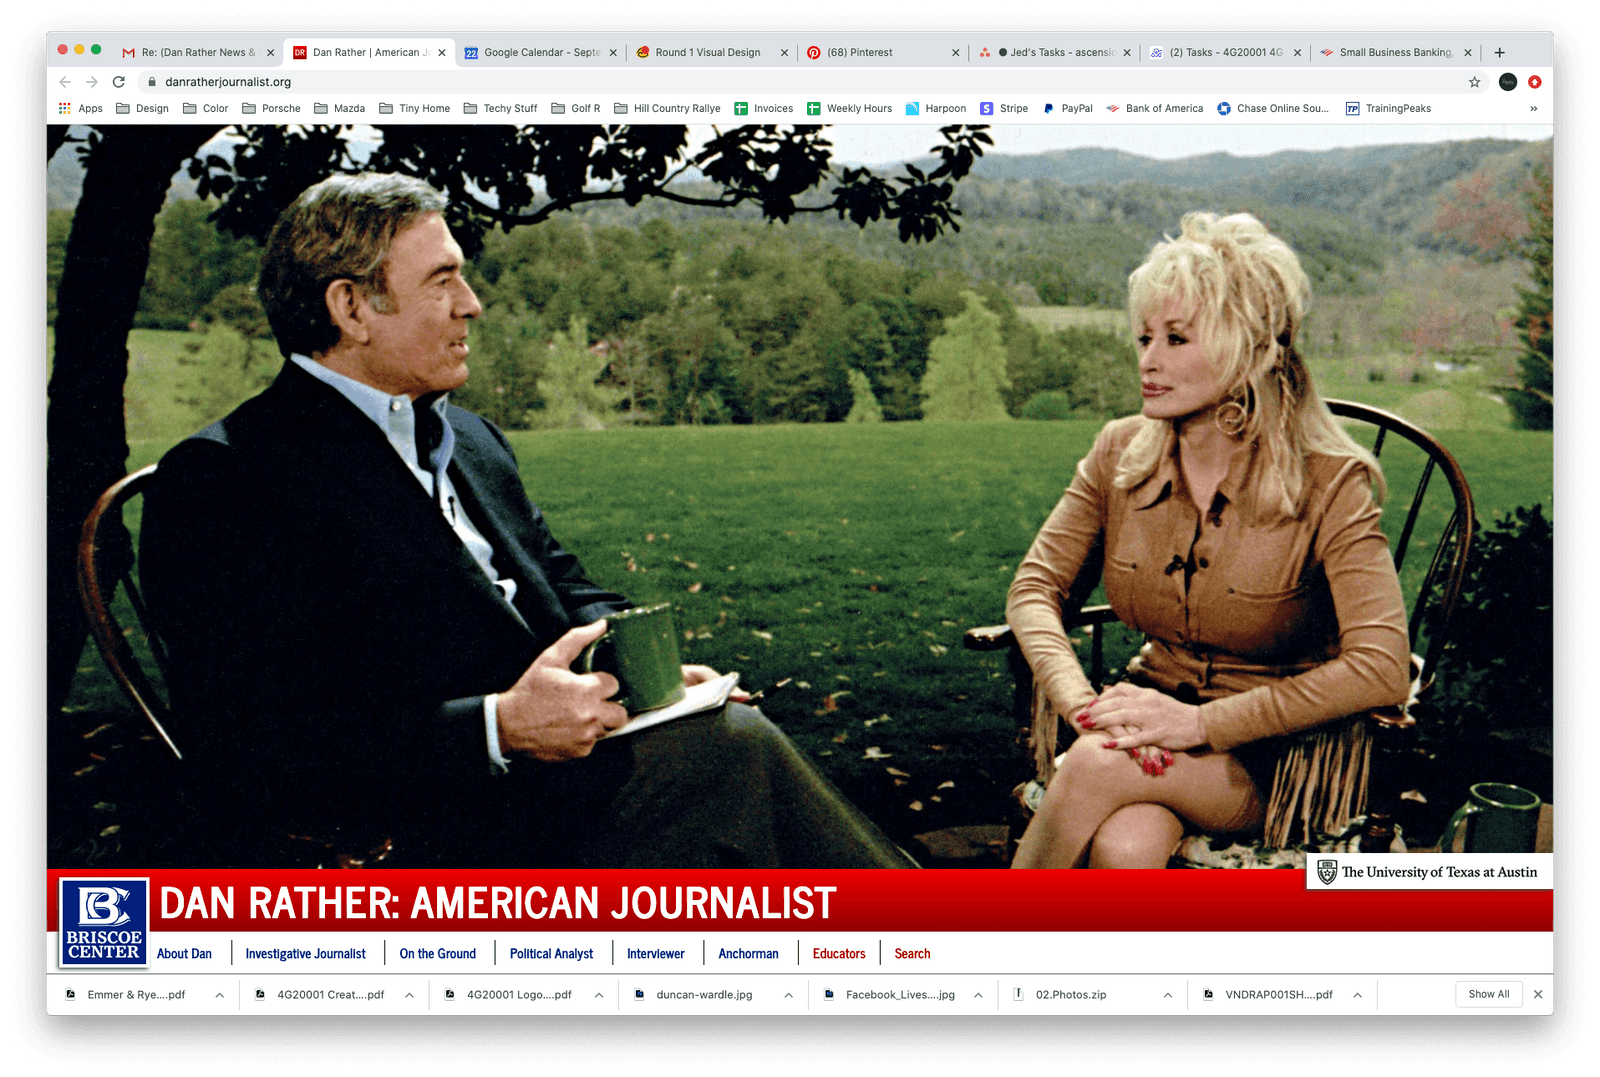 Re: (Dan Rather News &
DR Dan Rather | American J
22 Google Calendar - Septe
Round 1 Visual Design
(68) Pinterest
Jed's Tasks - ascensio
(2) Tasks - 4G20001 4G
Small Business Banking,
danratherjournalist.org
Apps
Design
Color
Porsche
Mazda
Tiny Home
Techy Stuff
Golf R
Hill Country Rallye
Invoices
Weekly Hours
Harpoon
S Stripe
PayPal
Bank of America
Chase Online Sou...
TP TrainingPeaks
»
The University of Texas at Austin
DAN RATHER: AMERICAN JOURNALIST
BC
BRISCOE
CENTER
About Dan
Investigative Journalist
On the Ground
Political Analyst
Interviewer
Anchorman
Educators
Search
Emmer & Rye....pdf
4G20001 Creat....pdf
4G20001 Logo....pdf
duncan-wardle.jpg
Facebook_Lives....jpg
02.Photos.zip
VNDRAP001SH....pdf
Show All